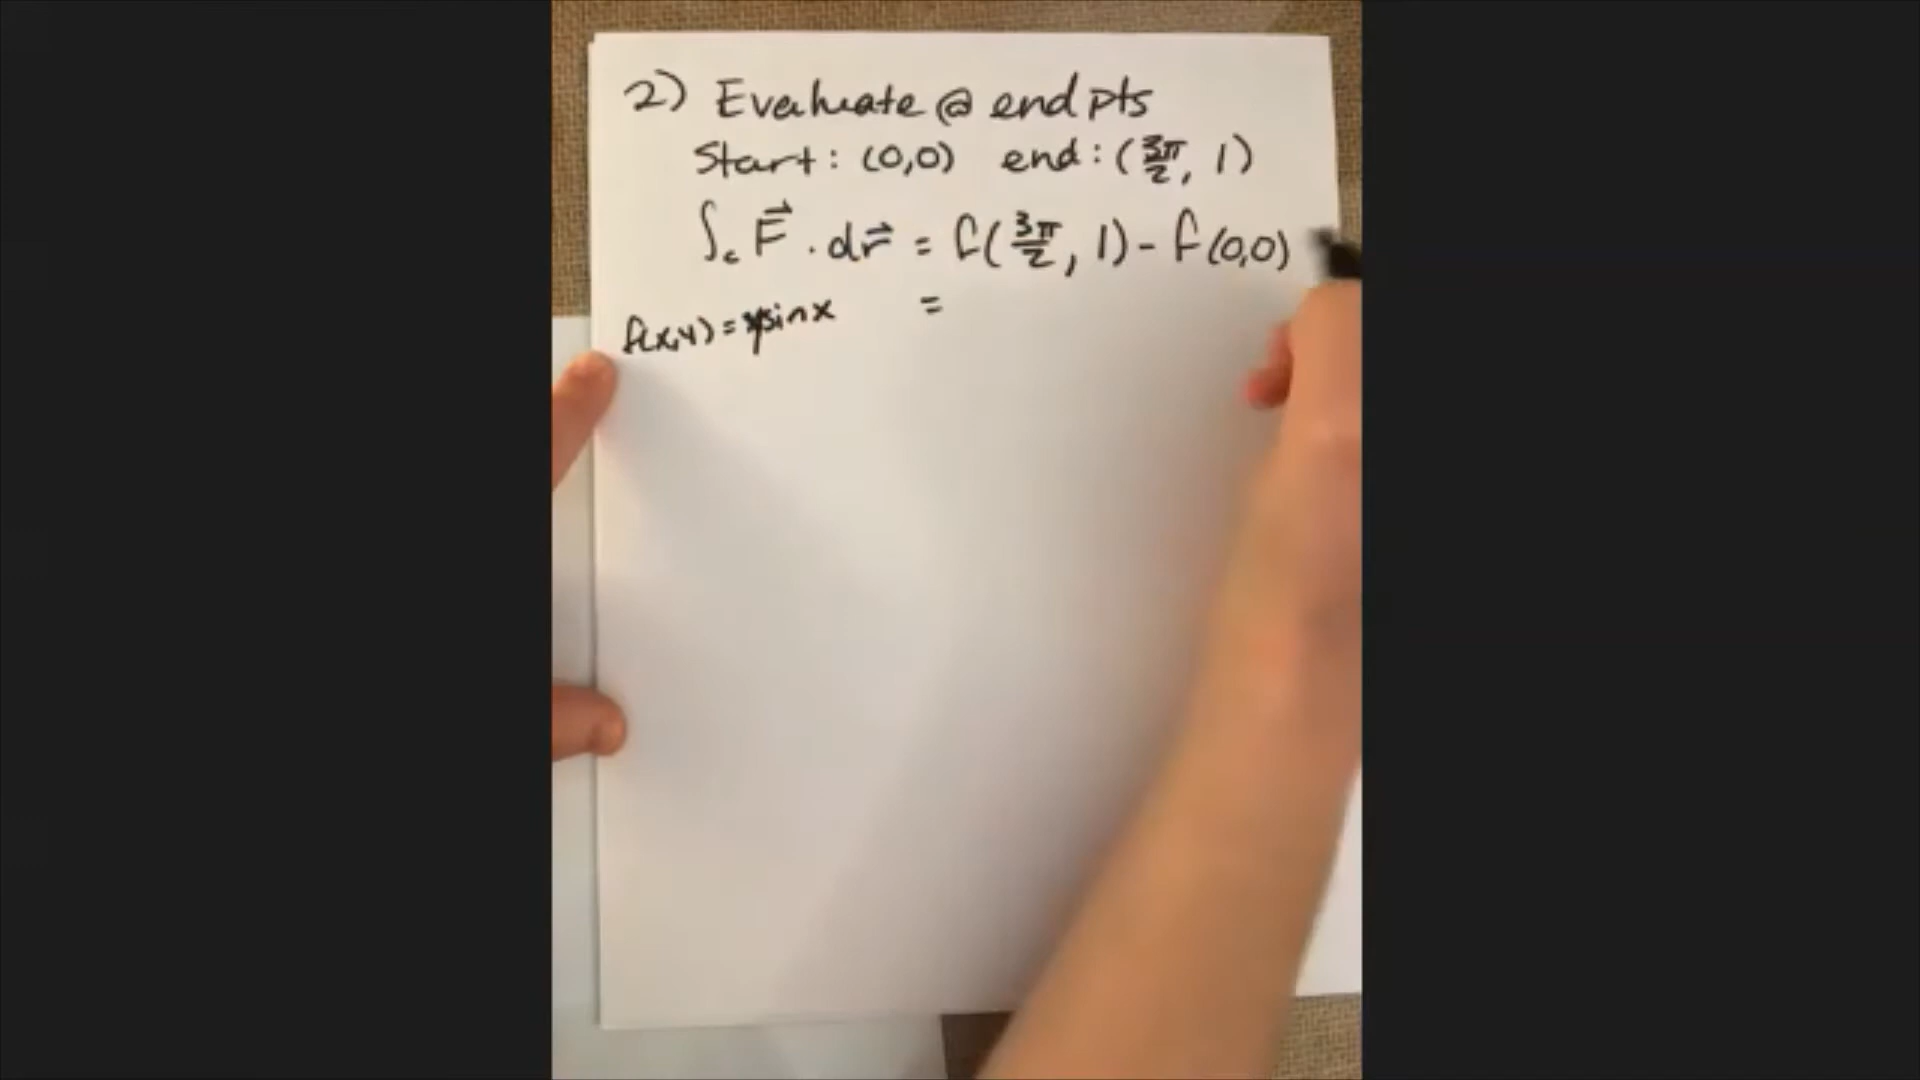 2) Evaluate @ end pts
Start: (0,0) end: (3π/2, 1)
∫c F⃗ · dr⃗ = f(3π/2, 1) - f(0,0)
f(x,y) = ysinx =